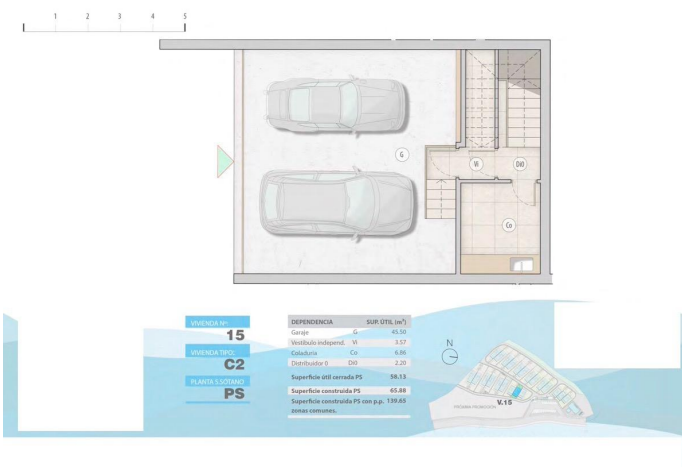 1 2 3 4 5
G
Vi
Di0
Co
VIVIENDA Nº:
15
VIVIENDA TIPO:
C2
PLANTA S.SÓTANO
PS
DEPENDENCIA SUP. ÚTIL (m²)
Garaje G 45.50
Vestíbulo independ. Vi 3.57
Coladuria Co 6.86
Distribuidor 0 Di0 2.20
Superficie útil cerrada PS 58.13
Superficie construida PS 65.88
Superficie construida PS con p.p. 139.65
zonas comunes.
N
V.15